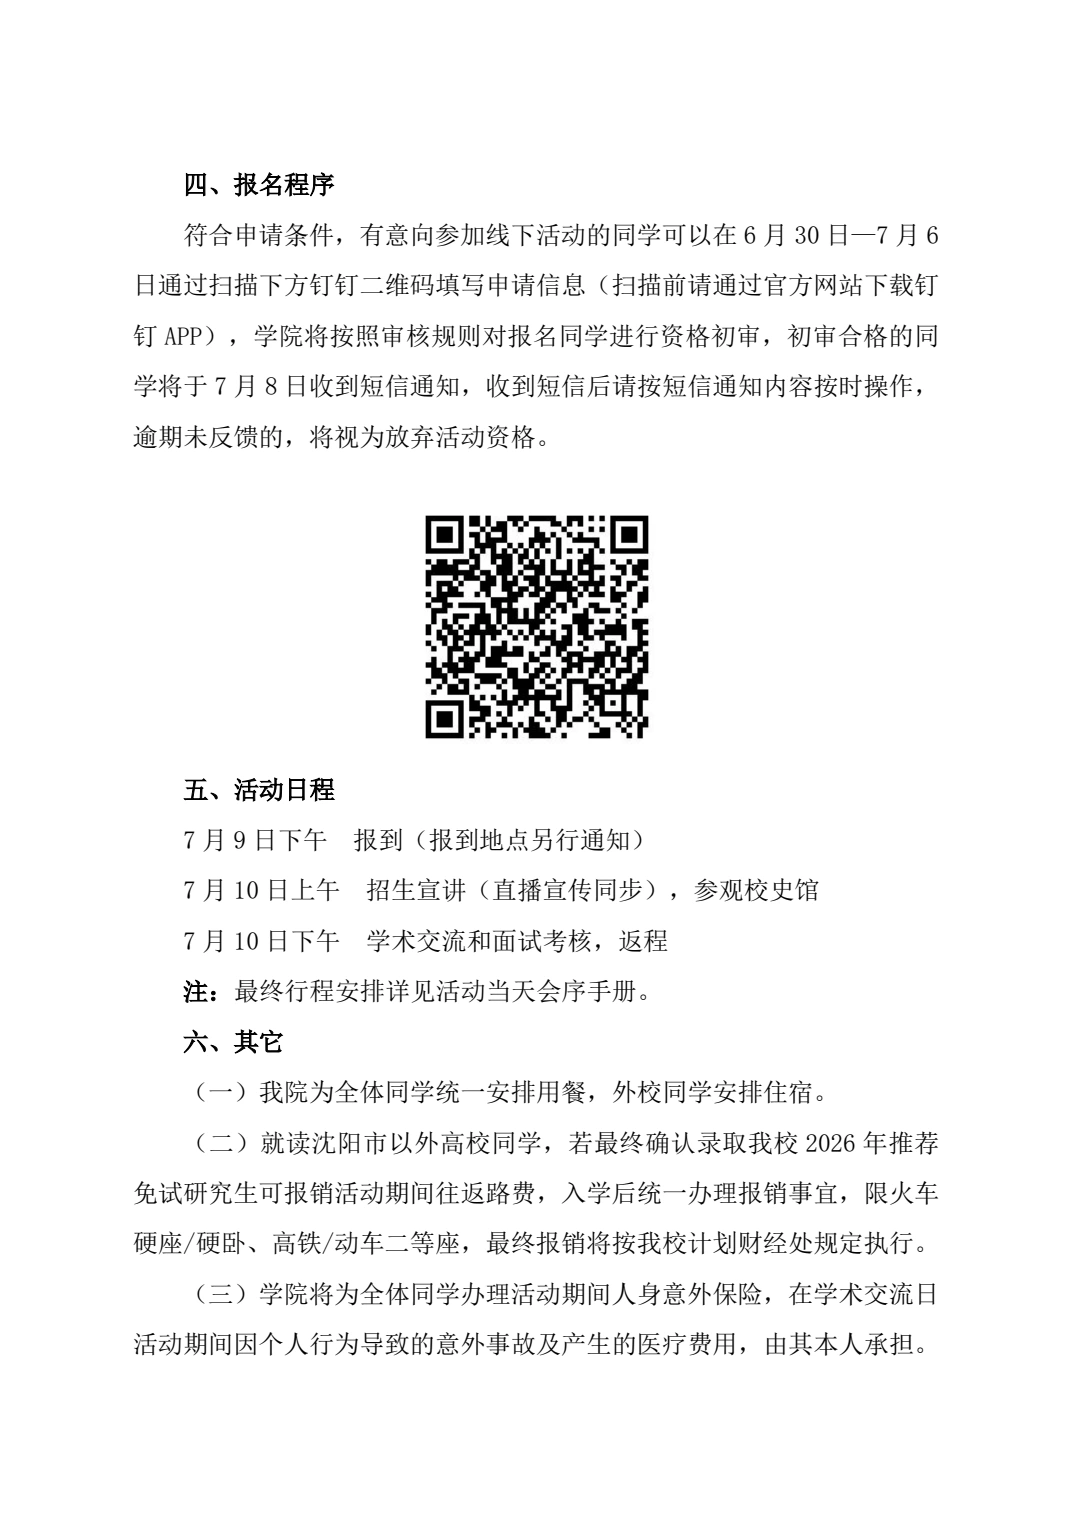 四、报名程序
符合申请条件，有意向参加线下活动的同学可以在 6 月 30 日—7 月 6
日通过扫描下方钉钉二维码填写申请信息（扫描前请通过官方网站下载钉
钉 APP），学院将按照审核规则对报名同学进行资格初审，初审合格的同
学将于 7 月 8 日收到短信通知，收到短信后请按短信通知内容按时操作，
逾期未反馈的，将视为放弃活动资格。
五、活动日程
7 月 9 日下午　报到（报到地点另行通知）
7 月 10 日上午　招生宣讲（直播宣传同步），参观校史馆
7 月 10 日下午　学术交流和面试考核，返程
注：最终行程安排详见活动当天会序手册。
六、其它
（一）我院为全体同学统一安排用餐，外校同学安排住宿。
（二）就读沈阳市以外高校同学，若最终确认录取我校 2026 年推荐
免试研究生可报销活动期间往返路费，入学后统一办理报销事宜，限火车
硬座/硬卧、高铁/动车二等座，最终报销将按我校计划财经处规定执行。
（三）学院将为全体同学办理活动期间人身意外保险，在学术交流日
活动期间因个人行为导致的意外事故及产生的医疗费用，由其本人承担。